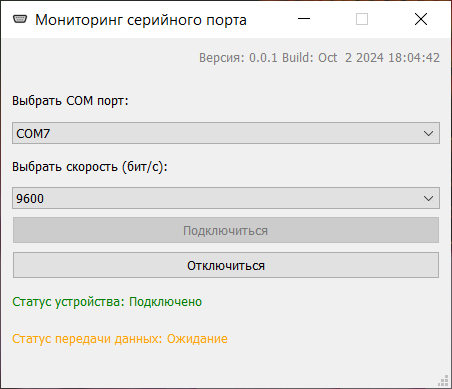 Мониторинг серийного порта
Версия: 0.0.1 Build: Oct  2 2024 18:04:42
Выбрать COM порт:
COM7
Выбрать скорость (бит/с):
9600
Подключиться
Отключиться
Статус устройства: Подключено
Статус передачи данных: Ожидание